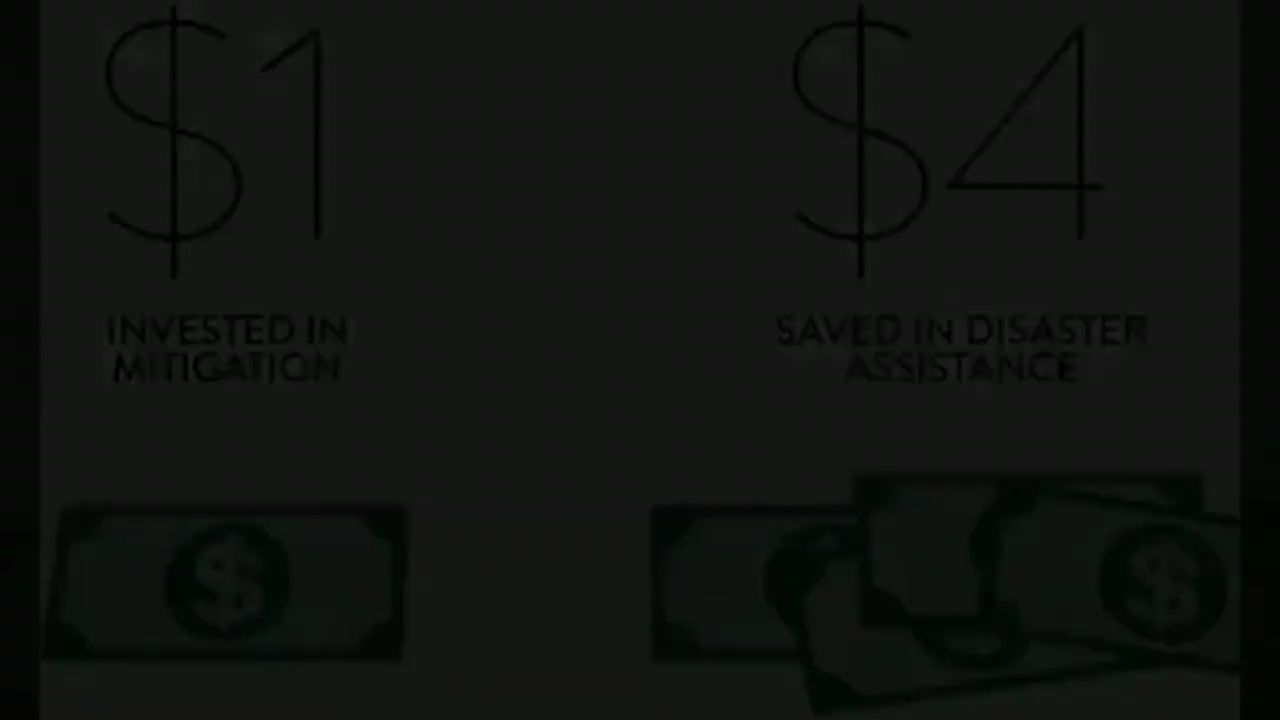 $1
INVESTED IN
MITIGATION
$4
SAVED IN DISASTER
ASSISTANCE
$
$